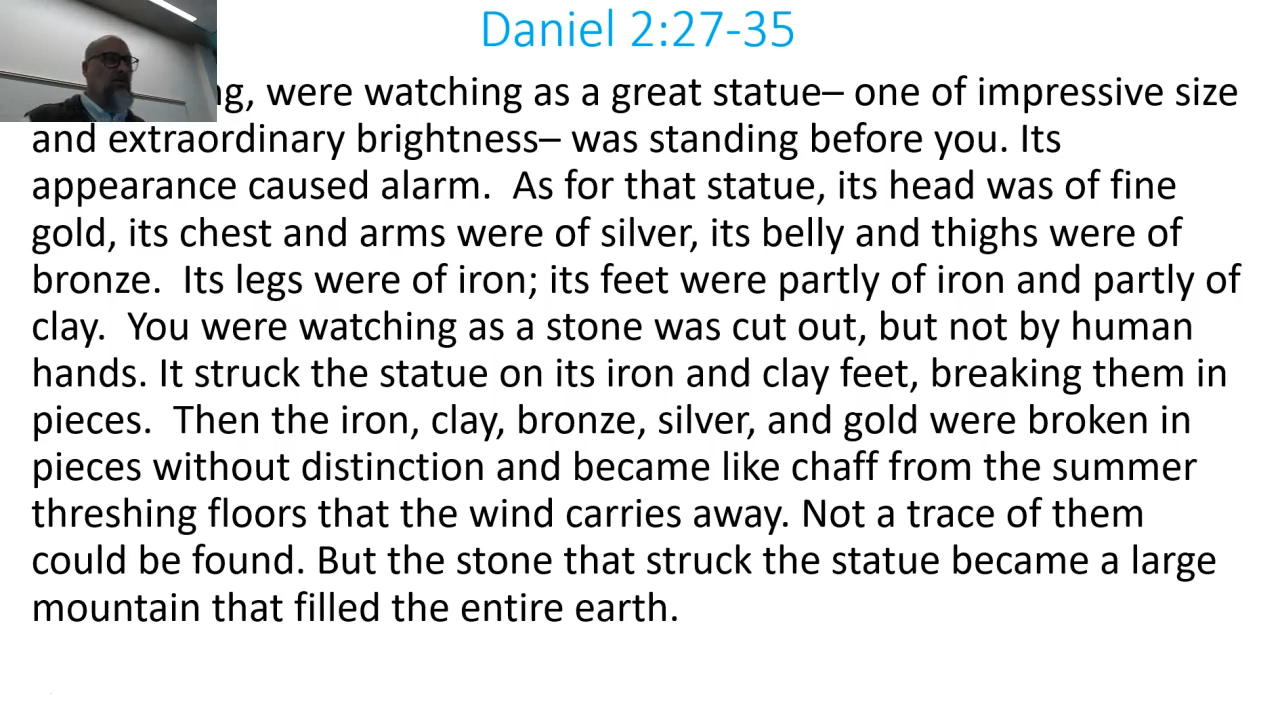 Daniel 2:27-35
ng, were watching as a great statue– one of impressive size
and extraordinary brightness– was standing before you. Its
appearance caused alarm.  As for that statue, its head was of fine
gold, its chest and arms were of silver, its belly and thighs were of
bronze.  Its legs were of iron; its feet were partly of iron and partly of
clay.  You were watching as a stone was cut out, but not by human
hands. It struck the statue on its iron and clay feet, breaking them in
pieces.  Then the iron, clay, bronze, silver, and gold were broken in
pieces without distinction and became like chaff from the summer
threshing floors that the wind carries away. Not a trace of them
could be found. But the stone that struck the statue became a large
mountain that filled the entire earth.